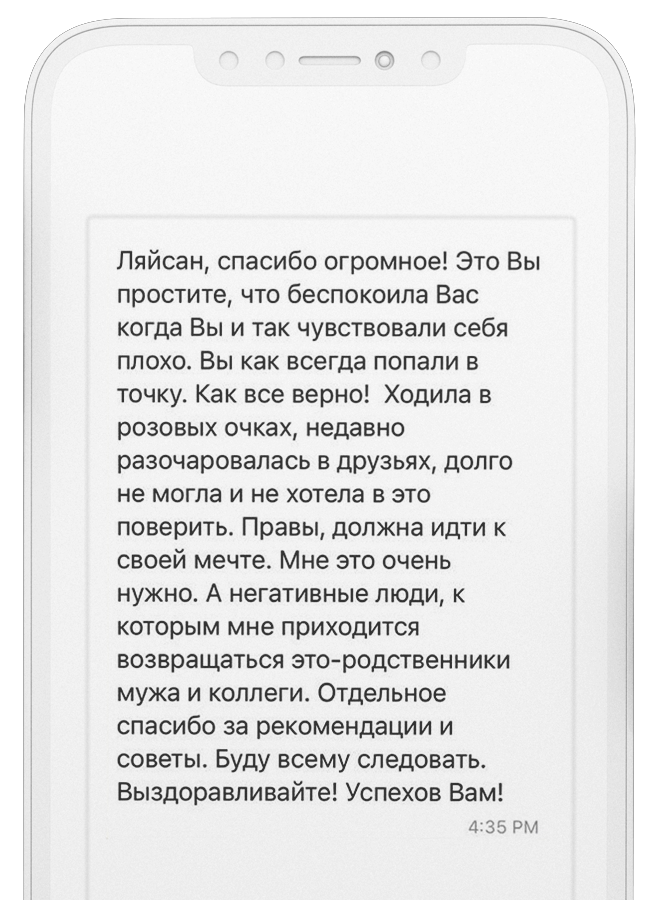 Ляйсан, спасибо огромное! Это Вы
простите, что беспокоила Вас
когда Вы и так чувствовали себя
плохо. Вы как всегда попали в
точку. Как все верно!  Ходила в
розовых очках, недавно
разочаровалась в друзьях, долго
не могла и не хотела в это
поверить. Правы, должна идти к
своей мечте. Мне это очень
нужно. А негативные люди, к
которым мне приходится
возвращаться это-родственники
мужа и коллеги. Отдельное
спасибо за рекомендации и
советы. Буду всему следовать.
Выздоравливайте! Успехов Вам!
4:35 PM